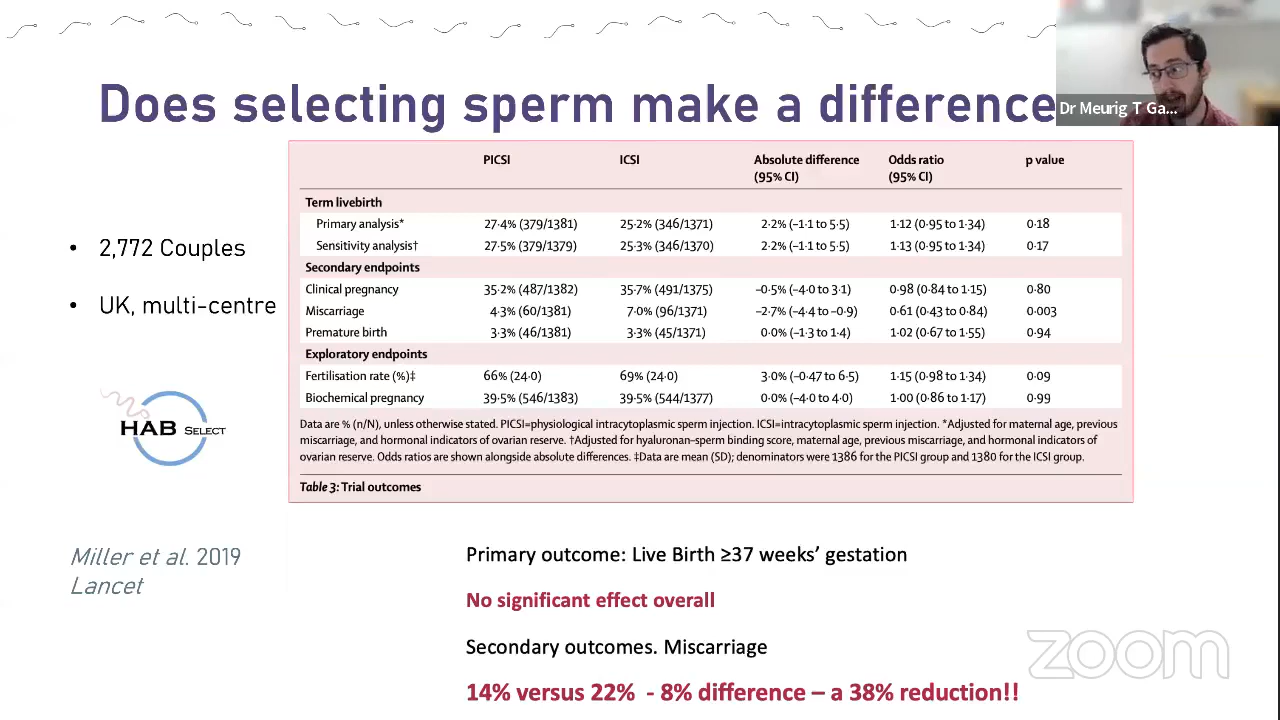 Does selecting sperm make a difference
Dr Meurig T Ga...
PICSI ICSI Absolute difference (95% CI) Odds ratio (95% CI) p value
Term livebirth
Primary analysis* 27·4% (379/1381) 25·2% (346/1371) 2·2% (–1·1 to 5·5) 1·12 (0·95 to 1·34) 0·18
Sensitivity analysis† 27·5% (379/1379) 25·3% (346/1370) 2·2% (–1·1 to 5·5) 1·13 (0·95 to 1·34) 0·17
Secondary endpoints
Clinical pregnancy 35·2% (487/1382) 35·7% (491/1375) –0·5% (–4·0 to 3·1) 0·98 (0·84 to 1·15) 0·80
Miscarriage 4·3% (60/1381) 7·0% (96/1371) –2·7% (–4·4 to –0·9) 0·61 (0·43 to 0·84) 0·003
Premature birth 3·3% (46/1381) 3·3% (45/1371) 0·0% (–1·3 to 1·4) 1·02 (0·67 to 1·55) 0·94
Exploratory endpoints
Fertilisation rate (%)‡ 66% (24·0) 69% (24·0) 3·0% (–0·47 to 6·5) 1·15 (0·98 to 1·34) 0·09
Biochemical pregnancy 39·5% (546/1383) 39·5% (544/1377) 0·0% (–4·0 to 4·0) 1·00 (0·86 to 1·17) 0·99
Data are % (n/N), unless otherwise stated. PICSI=physiological intracytoplasmic sperm injection. ICSI=intracytoplasmic sperm injection. *Adjusted for maternal age, previous
miscarriage, and hormonal indicators of ovarian reserve. †Adjusted for hyaluronan–sperm binding score, maternal age, previous miscarriage, and hormonal indicators of
ovarian reserve. Odds ratios are shown alongside absolute differences. ‡Data are mean (SD); denominators were 1386 for the PICSI group and 1380 for the ICSI group.
Table 3: Trial outcomes
• 2,772 Couples
• UK, multi-centre
HAB SELECT
Miller et al. 2019
Lancet
Primary outcome: Live Birth ≥37 weeks’ gestation
No significant effect overall
Secondary outcomes. Miscarriage
14% versus 22% - 8% difference – a 38% reduction!!
zoom